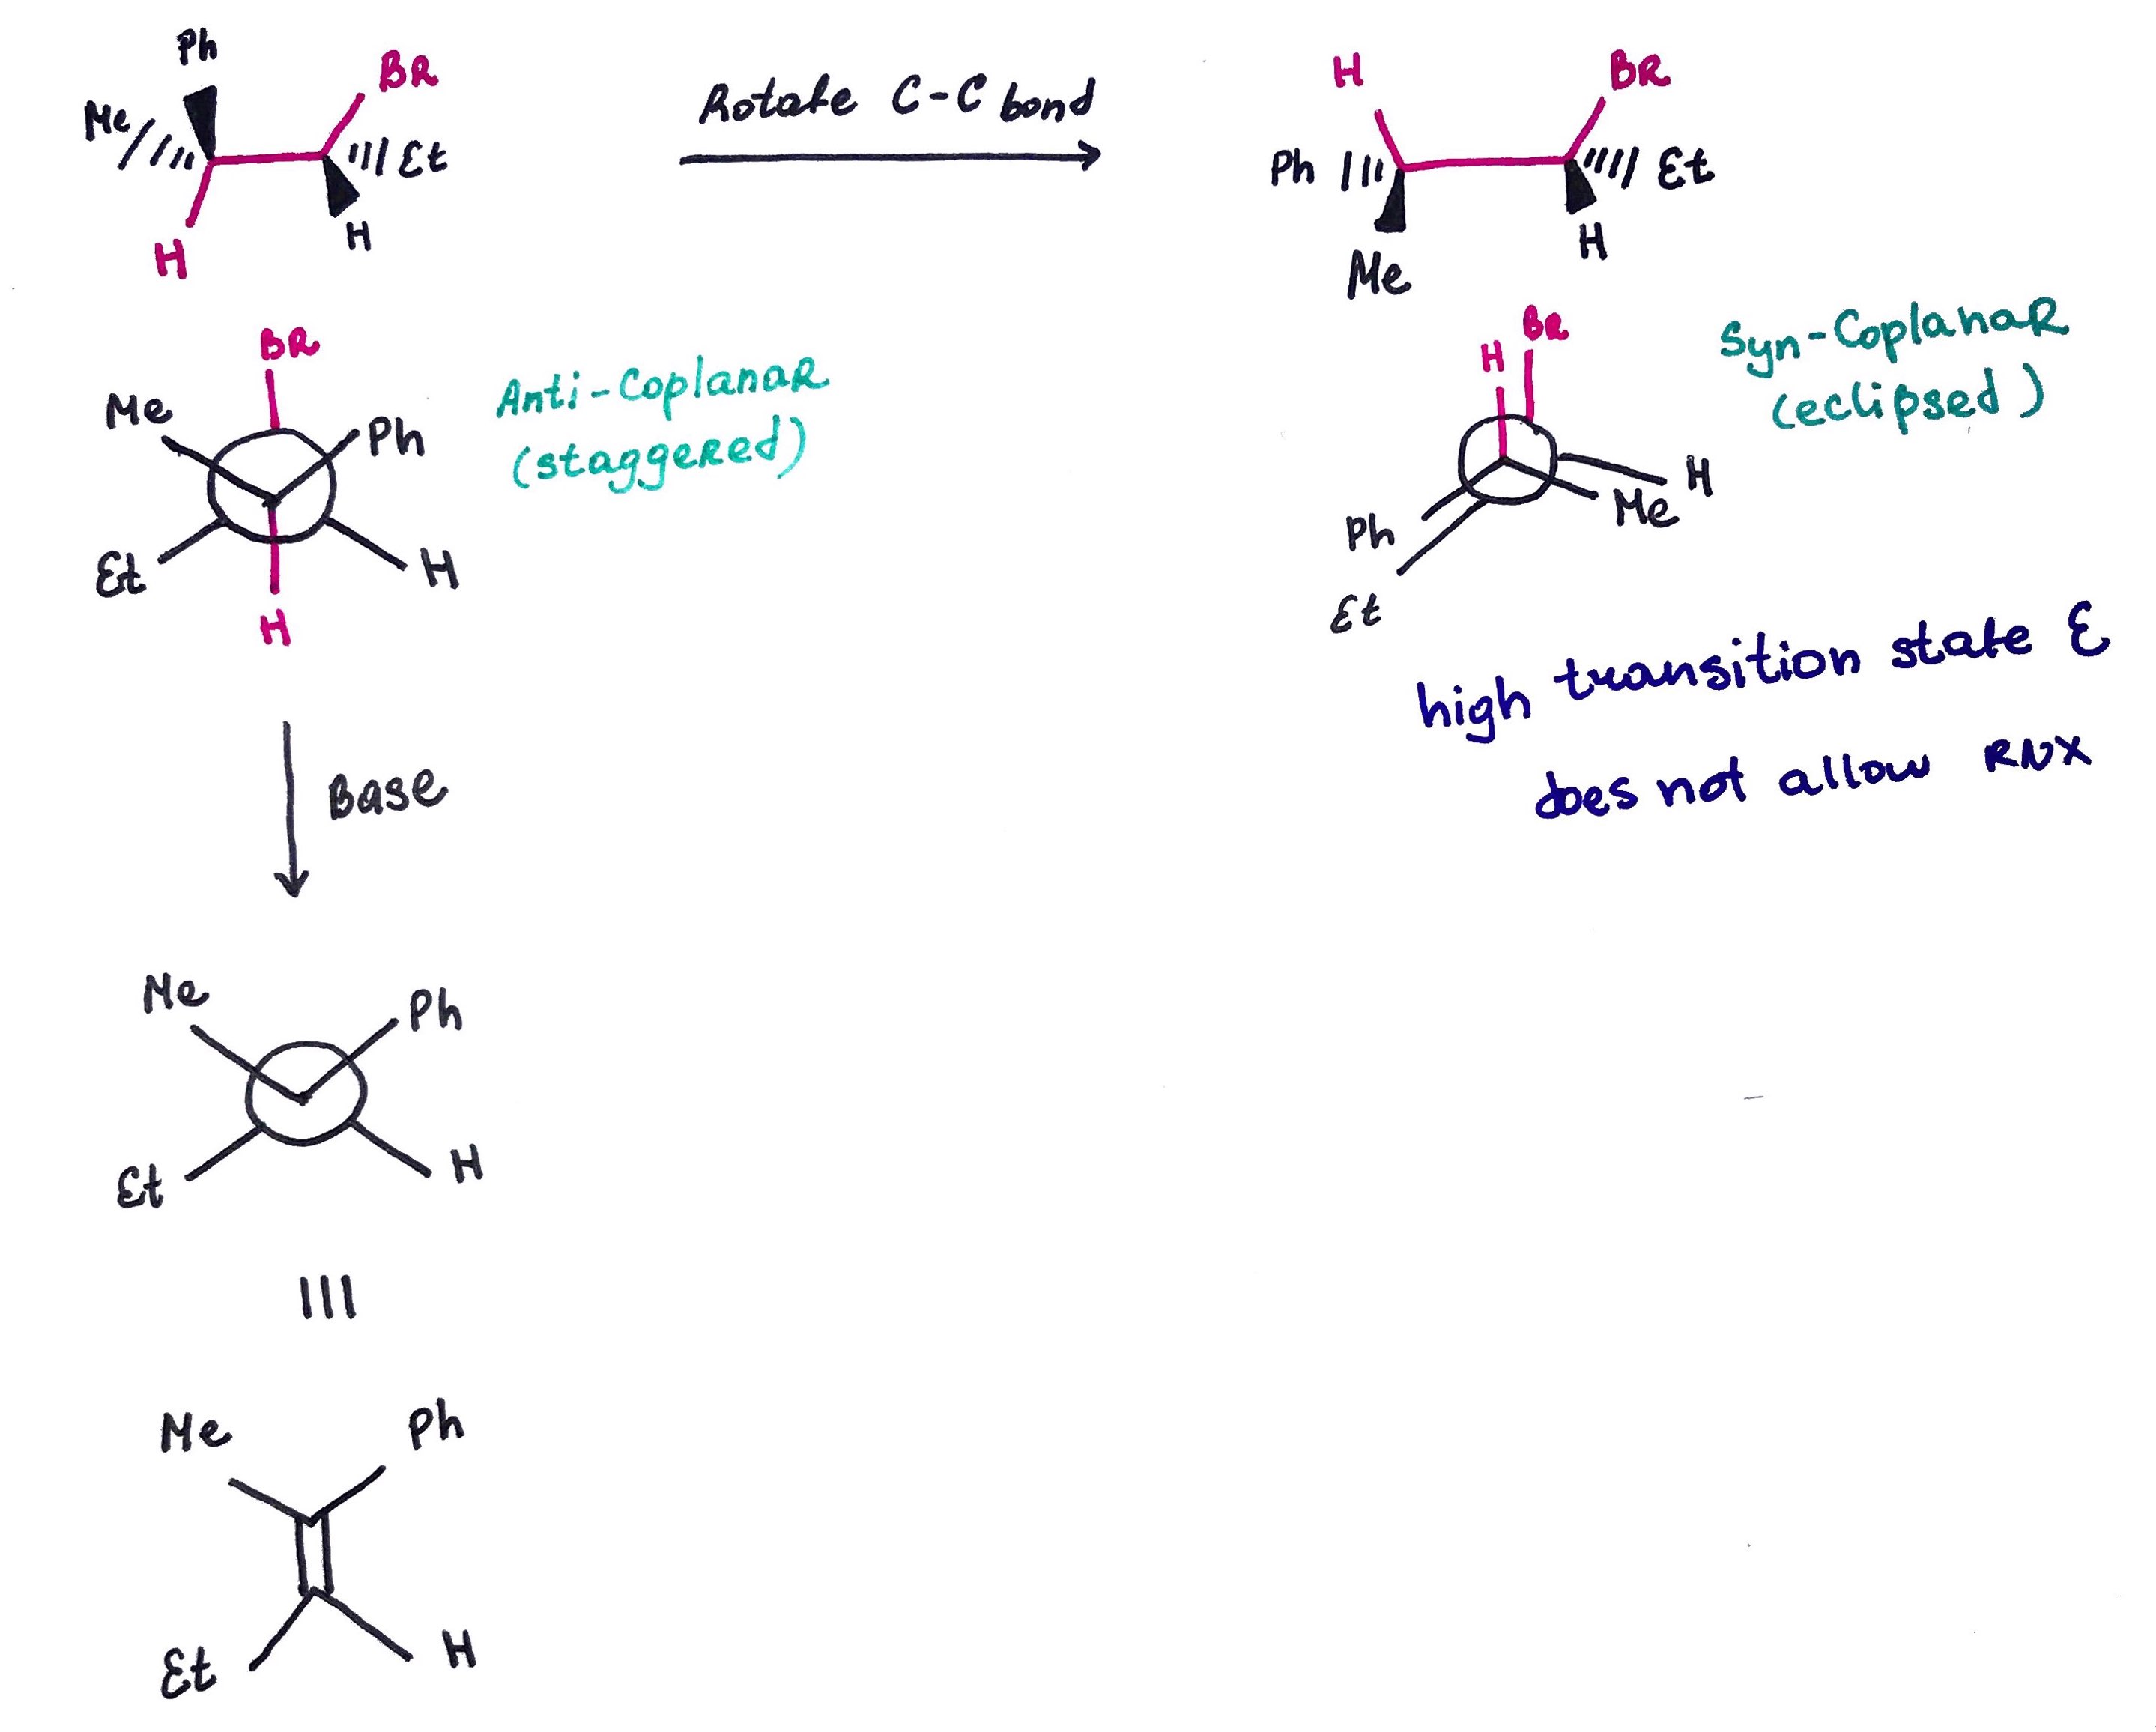 Ph
Me
BR
Et
H
H
Rotate C-C bond
H
BR
Ph
Et
Me
H
BR
Me
Ph
Et
H
H
Anti-Coplanar
(staggered)
BR
H
H
Me
Ph
Et
Syn-Coplanar
(eclipsed)
high transition state E
does not allow RNX
Base
Me
Ph
Et
H
Me
Ph
Et
H